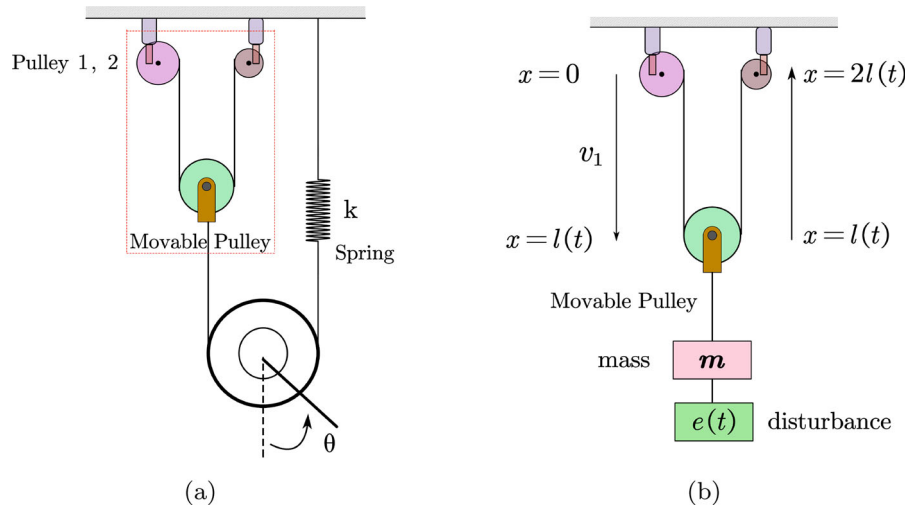 Pulley 1, 2
Movable Pulley
k
Spring
θ
(a)
x = 0
x = 2l(t)
v₁
x = l(t)
x = l(t)
Movable Pulley
mass
m
e(t)
disturbance
(b)